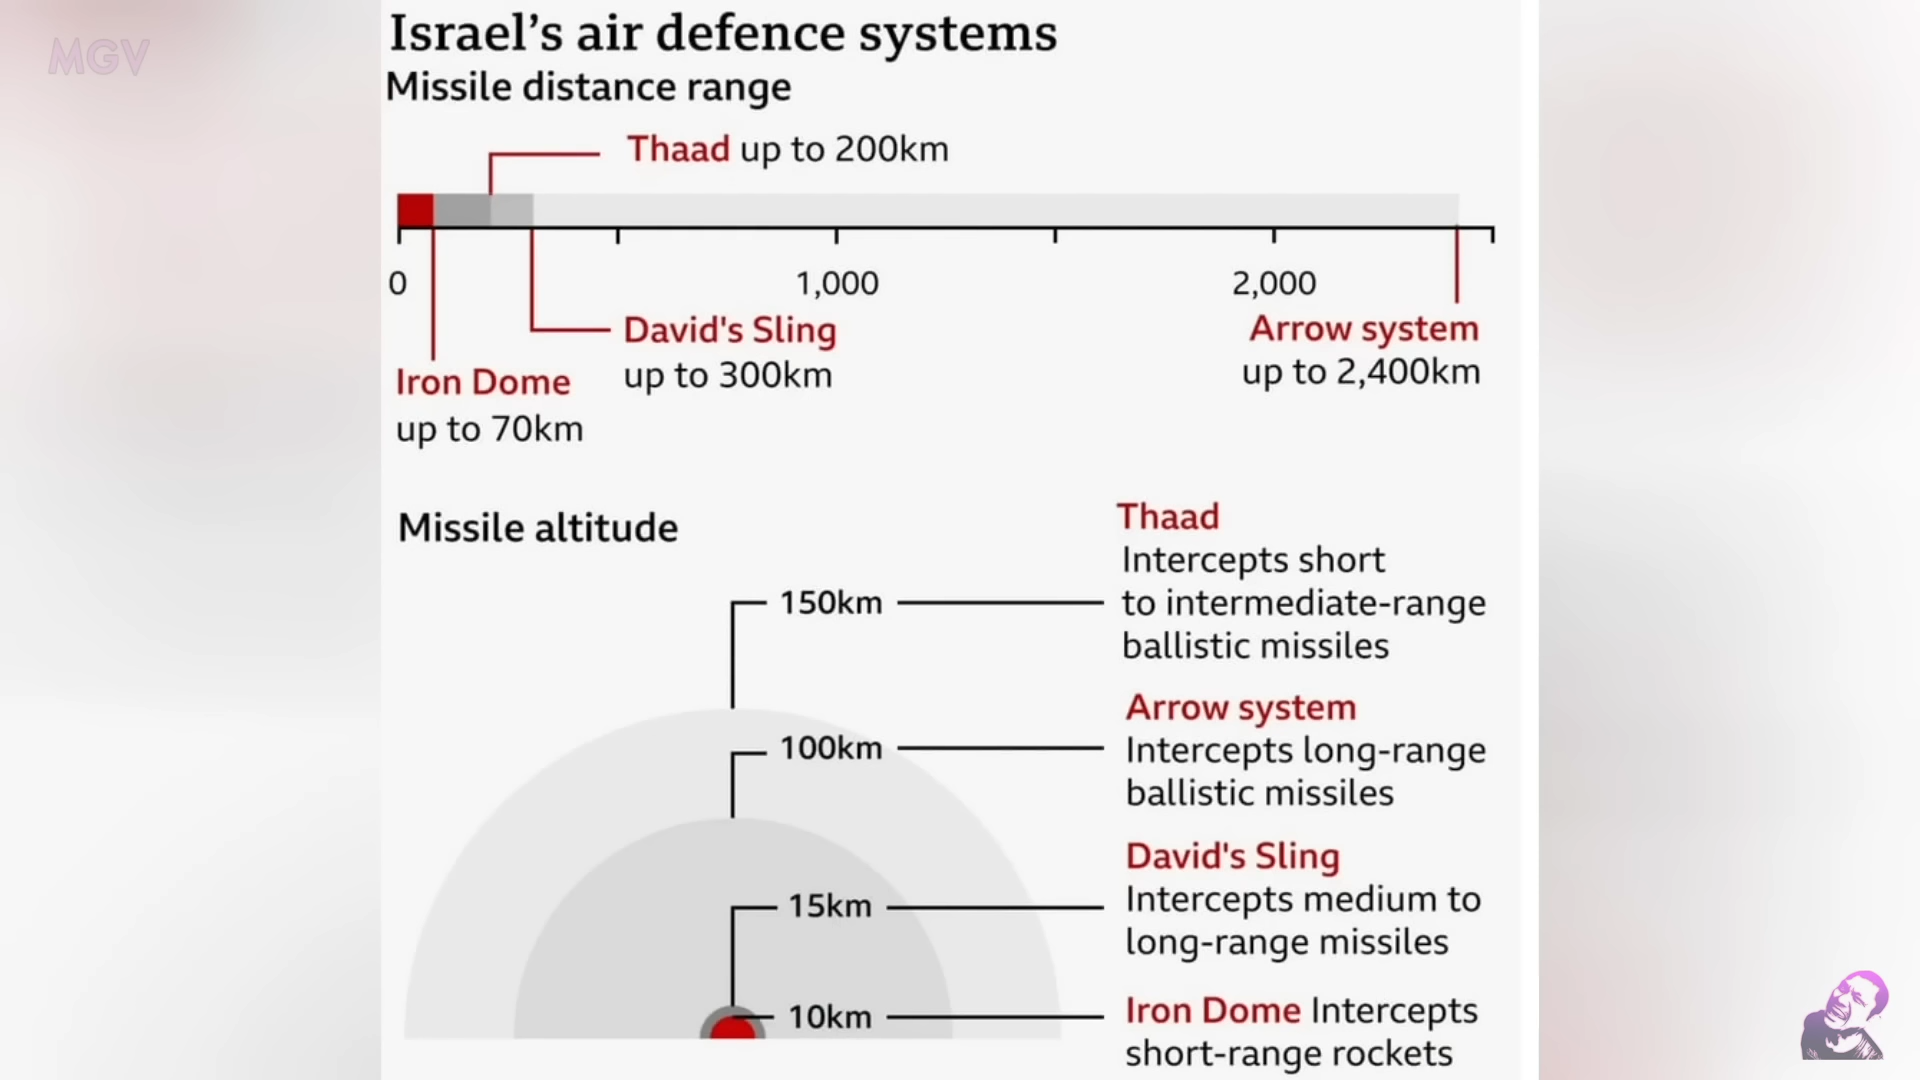 MGV
Israel’s air defence systems
Missile distance range
Thaad up to 200km
0
1,000
2,000
David's Sling
up to 300km
Arrow system
up to 2,400km
Iron Dome
up to 70km
Missile altitude
Thaad
Intercepts short
150km
to intermediate-range
ballistic missiles
Arrow system
100km
Intercepts long-range
ballistic missiles
David's Sling
15km
Intercepts medium to
long-range missiles
10km
Iron Dome Intercepts
short-range rockets